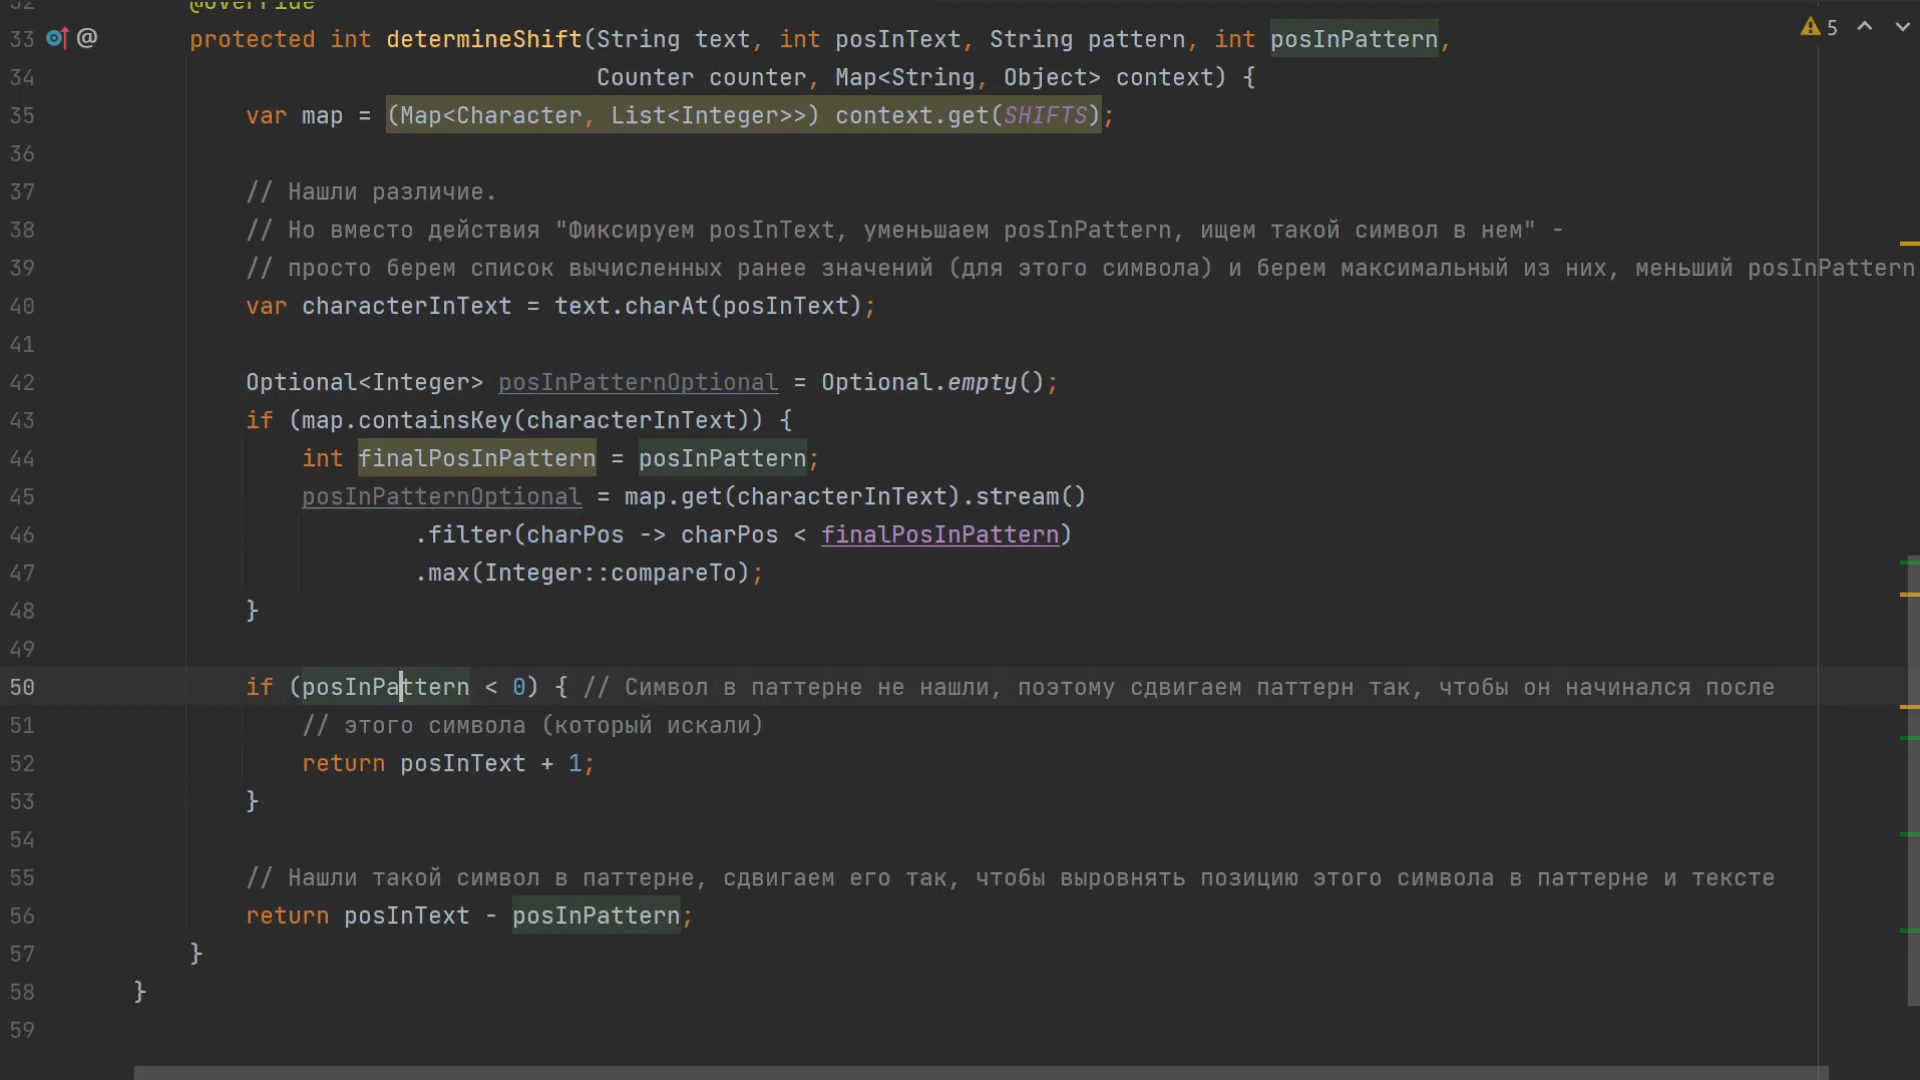 32 @Override
33 @ protected int determineShift(String text, int posInText, String pattern, int posInPattern, 5
34 Counter counter, Map<String, Object> context) {
35 var map = (Map<Character, List<Integer>>) context.get(SHIFTS);
36
37 // Нашли различие.
38 // Но вместо действия "Фиксируем posInText, уменьшаем posInPattern, ищем такой символ в нем" -
39 // просто берем список вычисленных ранее значений (для этого символа) и берем максимальный из них, меньший posInPattern
40 var characterInText = text.charAt(posInText);
41
42 Optional<Integer> posInPatternOptional = Optional.empty();
43 if (map.containsKey(characterInText)) {
44 int finalPosInPattern = posInPattern;
45 posInPatternOptional = map.get(characterInText).stream()
46 .filter(charPos -> charPos < finalPosInPattern)
47 .max(Integer::compareTo);
48 }
49
50 if (posInPattern < 0) { // Символ в паттерне не нашли, поэтому сдвигаем паттерн так, чтобы он начинался после
51 // этого символа (который искали)
52 return posInText + 1;
53 }
54
55 // Нашли такой символ в паттерне, сдвигаем его так, чтобы выровнять позицию этого символа в паттерне и тексте
56 return posInText - posInPattern;
57 }
58 }
59